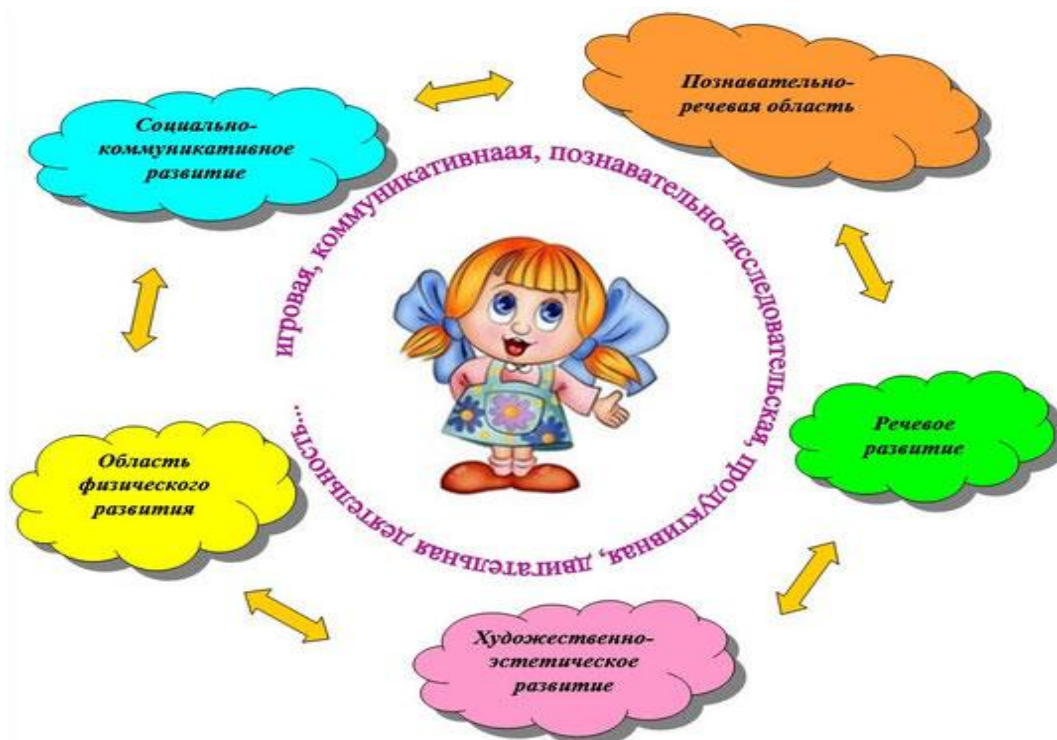 Социально-
коммуникативное
развитие
Познавательно-
речевая область
игровая, коммуникативнаая, познавательно-исследовательская, продуктивная, двигательная деятельность...
Речевое
развитие
Область
физического
развития
Художественно-
эстетическое
развитие